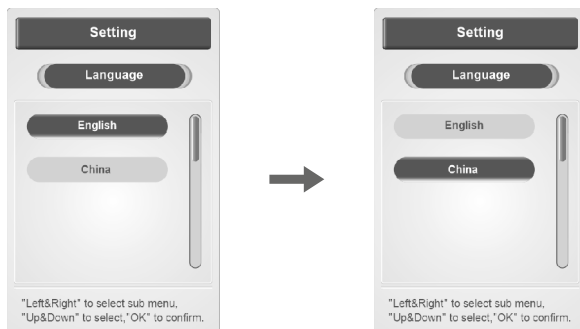 Setting
Language
English
China
"Left&Right" to select sub menu,
"Up&Down" to select,"OK" to confirm.
Setting
Language
English
China
"Left&Right" to select sub menu,
"Up&Down" to select,"OK" to confirm.